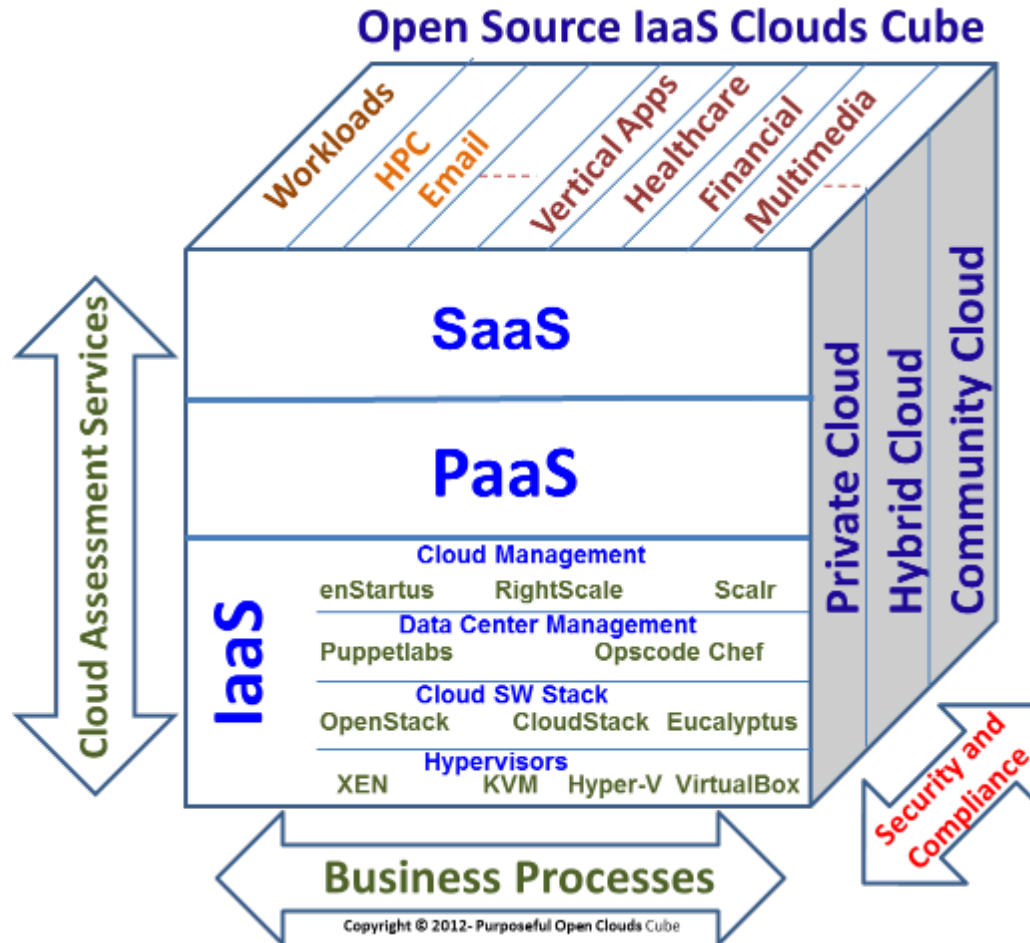 Open Source IaaS Clouds Cube
Workloads
HPC
Email
Vertical Apps
Healthcare
Financial
Multimedia
SaaS
PaaS
IaaS
Cloud Management
enStartus RightScale Scalr
Data Center Management
Puppetlabs Opscode Chef
Cloud SW Stack
OpenStack CloudStack Eucalyptus
Hypervisors
XEN KVM Hyper-V VirtualBox
Private Cloud
Hybrid Cloud
Community Cloud
Cloud Assessment Services
Security and
Compliance
Business Processes
Copyright © 2012- Purposeful Open Clouds Cube